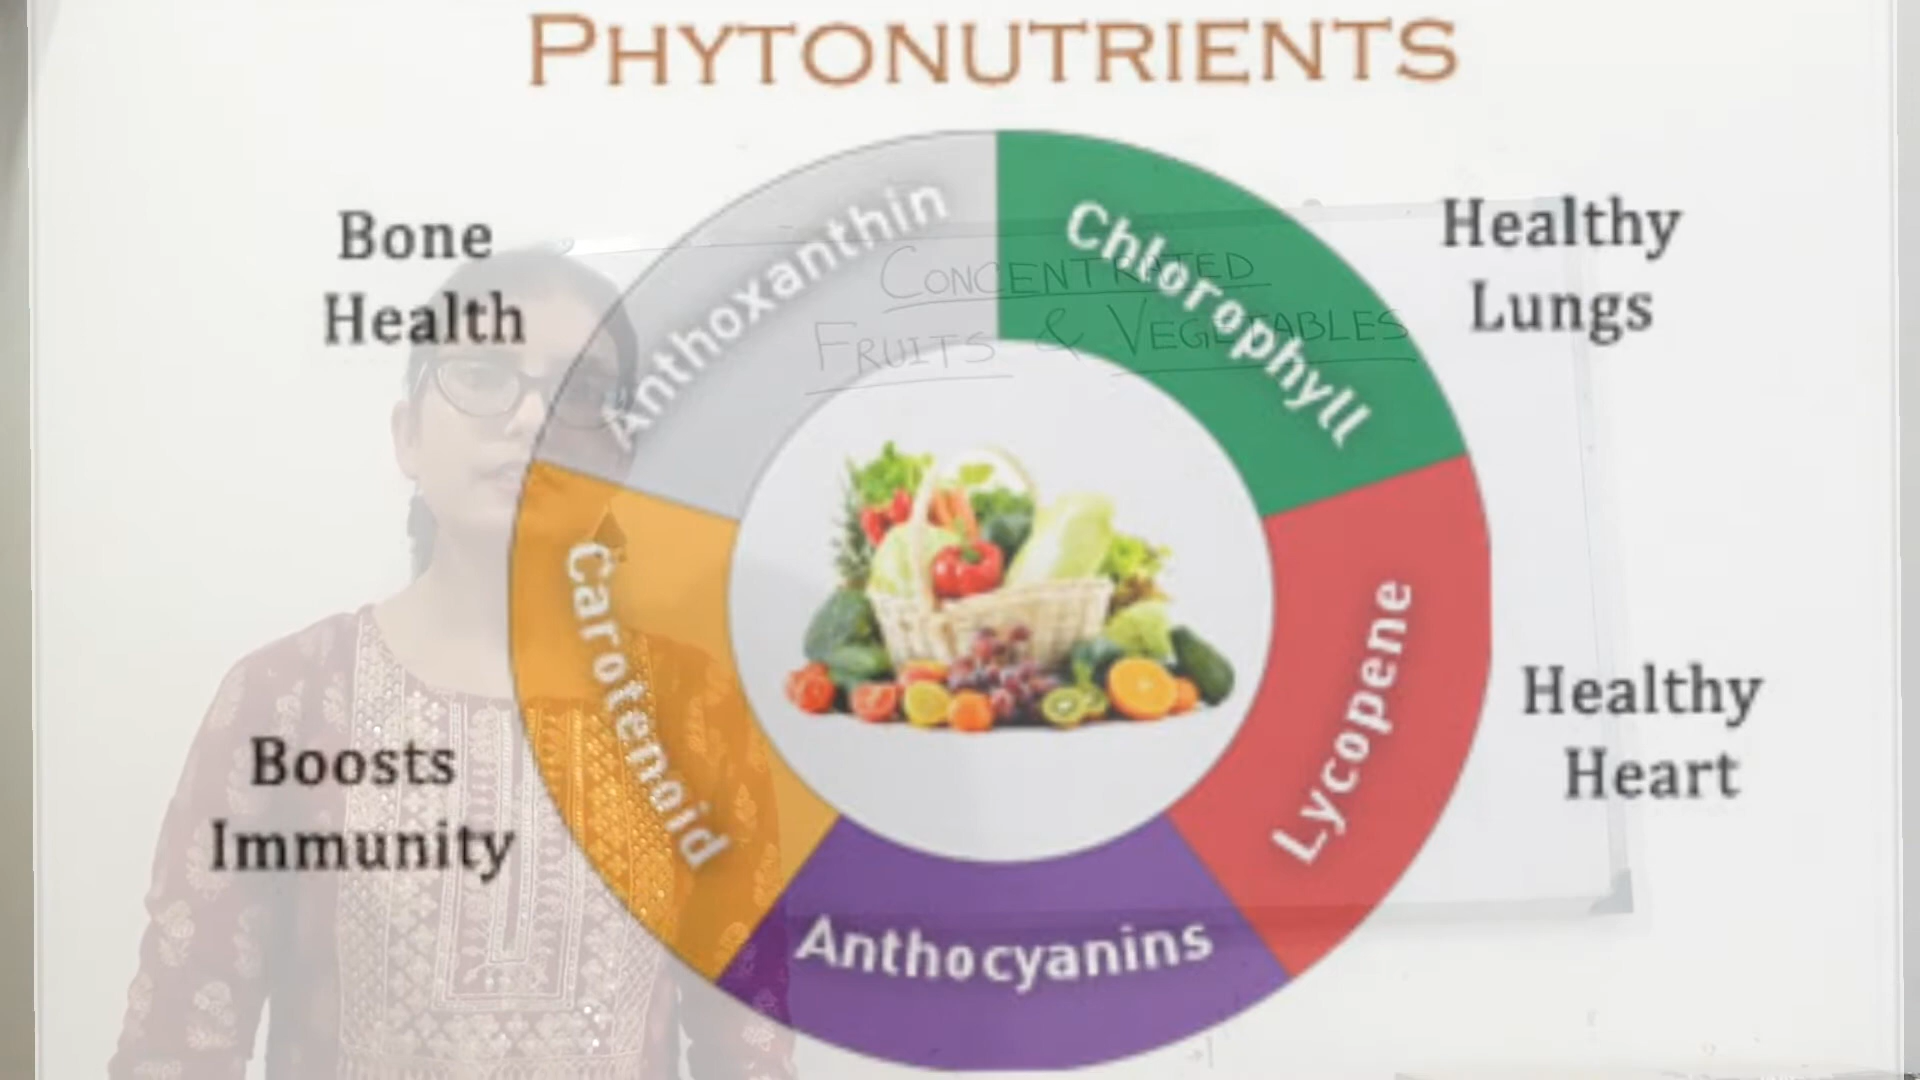 PHYTONUTRIENTS
Bone
Health
Anthoxanthin
Chlorophyll
Healthy
Lungs
CONCENTRATED
FRUITS & VEGETABLES
Carotenoid
Lycopene
Healthy
Heart
Boosts
Immunity
Anthocyanins